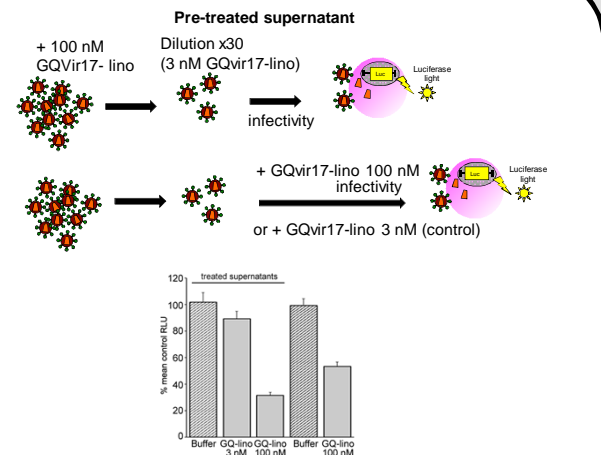 Pre-treated supernatant
+ 100 nM
GQVir17- lino
Dilution x30
(3 nM GQvir17-lino)
infectivity
Luc
Luciferase
light
+ GQvir17-lino 100 nM
infectivity
or + GQvir17-lino 3 nM (control)
Luc
Luciferase
light
treated supernatants
% mean control RLU
120
100
80
60
40
20
0
Buffer GQ-lino GQ-lino Buffer GQ-lino
3 nM 100 nM 100 nM